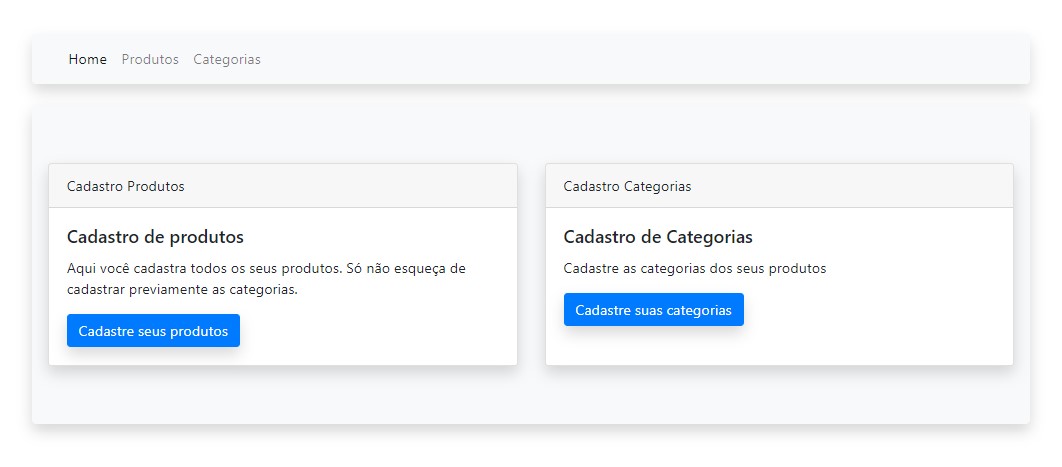 Home Produtos Categorias
Cadastro Produtos
Cadastro de produtos
Aqui você cadastra todos os seus produtos. Só não esqueça de
cadastrar previamente as categorias.
Cadastre seus produtos
Cadastro Categorias
Cadastro de Categorias
Cadastre as categorias dos seus produtos
Cadastre suas categorias